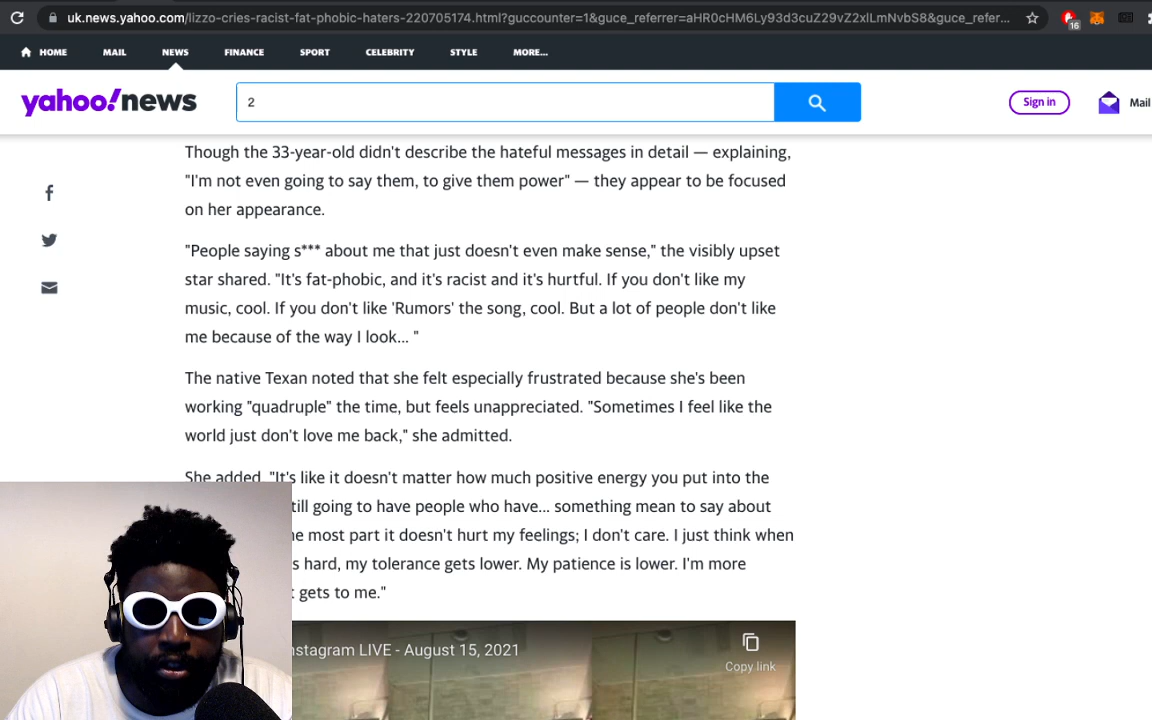 uk.news.yahoo.com/lizzo-cries-racist-fat-phobic-haters-220705174.html?guccounter=1&guce_referrer=aHR0cHM6Ly93d3cuZ29vZ2xlLmNvbS8&guce_refer...
16
HOME MAIL NEWS FINANCE SPORT CELEBRITY STYLE MORE...
yahoo!news 2 Sign in Mail
Though the 33-year-old didn't describe the hateful messages in detail — explaining,
"I'm not even going to say them, to give them power" — they appear to be focused
on her appearance.
"People saying s*** about me that just doesn't even make sense," the visibly upset
star shared. "It's fat-phobic, and it's racist and it's hurtful. If you don't like my
music, cool. If you don't like 'Rumors' the song, cool. But a lot of people don't like
me because of the way I look... "
The native Texan noted that she felt especially frustrated because she's been
working "quadruple" the time, but feels unappreciated. "Sometimes I feel like the
world just don't love me back," she admitted.
She added, "It's like it doesn't matter how much positive energy you put into the
till going to have people who have... something mean to say about
e most part it doesn't hurt my feelings; I don't care. I just think when
s hard, my tolerance gets lower. My patience is lower. I'm more
t gets to me."
nstagram LIVE - August 15, 2021
Copy link